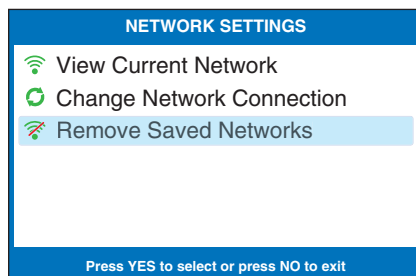 NETWORK SETTINGS
View Current Network
Change Network Connection
Remove Saved Networks
Press YES to select or press NO to exit